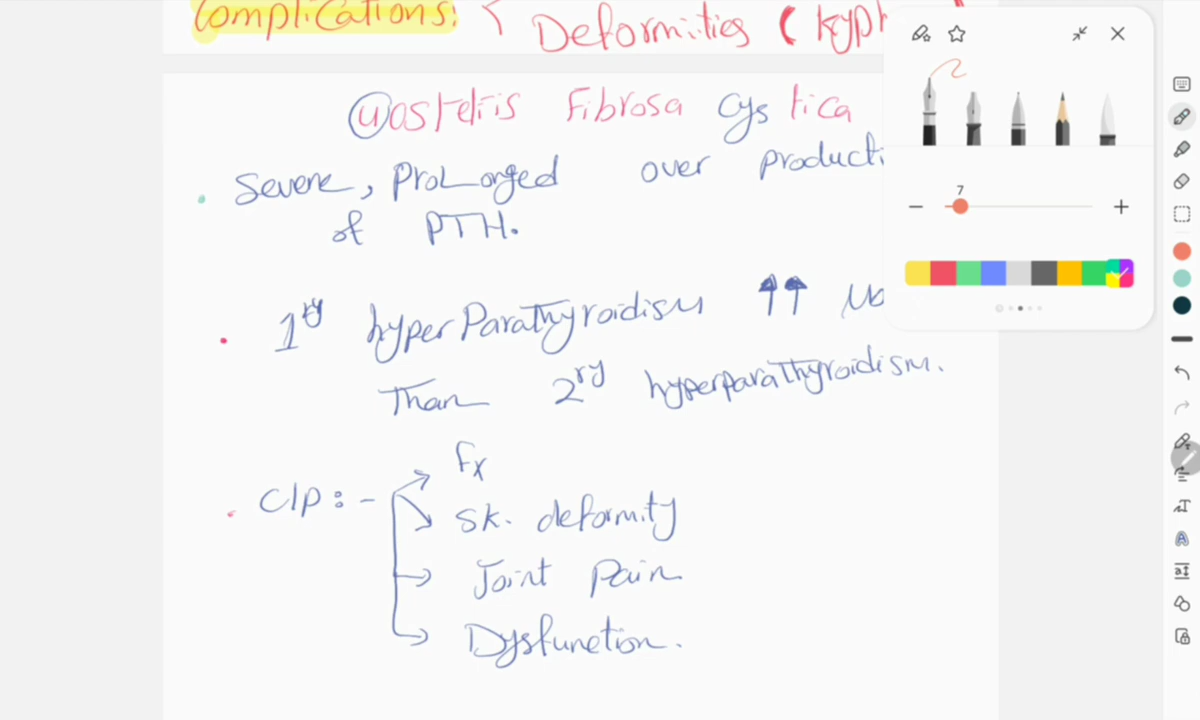 Complications:
Deformities (kyph
④ osteitis Fibrosa cystica
. Severe, ProLonged over producti
of PTH.
. 1ry hyperParathyroidism ↑↑ Mo
Than 2ry hyperparathyroidism.
. C/P:-
Fx
Sk. deformity
Joint Pain
Dysfunction.
7